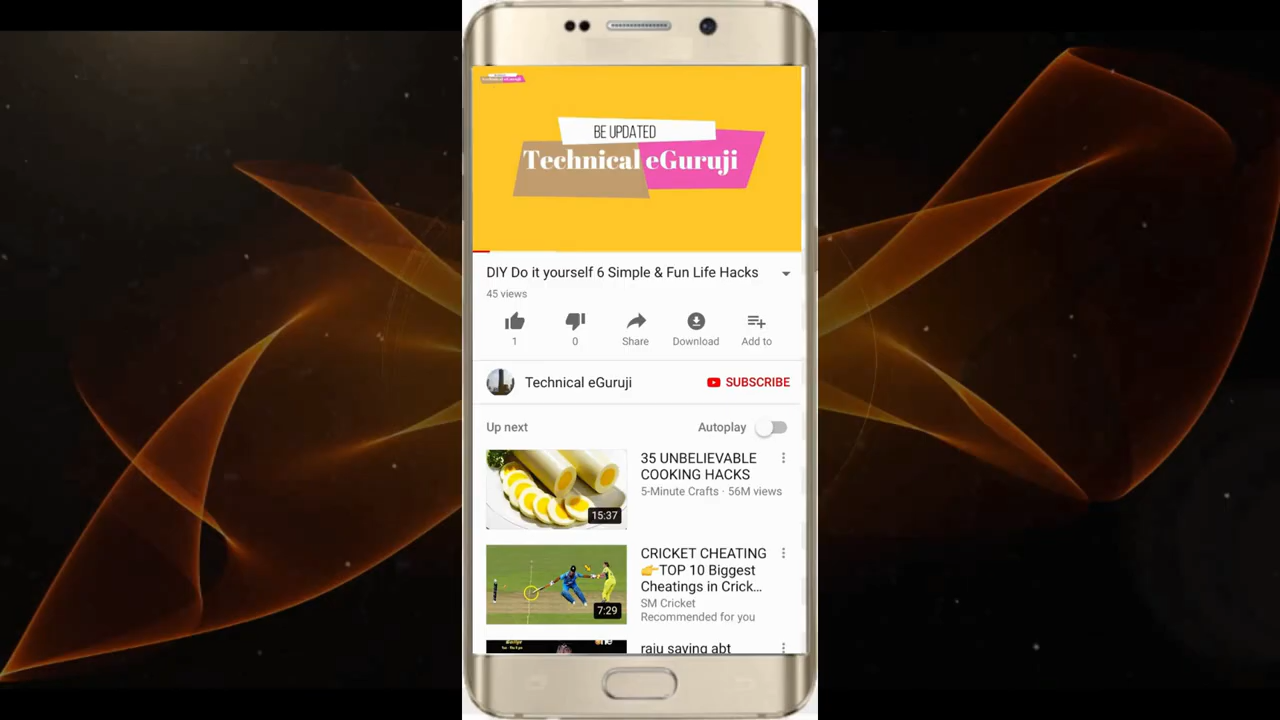 Technical eGuruji
BE UPDATED
Technical eGuruji
DIY Do it yourself 6 Simple & Fun Life Hacks
45 views
1
0
Share
Download
Add to
Technical eGuruji
SUBSCRIBE
Up next
Autoplay
35 UNBELIEVABLE
COOKING HACKS
5-Minute Crafts · 56M views
15:37
CRICKET CHEATING
👉TOP 10 Biggest
Cheatings in Crick...
SM Cricket
Recommended for you
7:29
raju saying abt